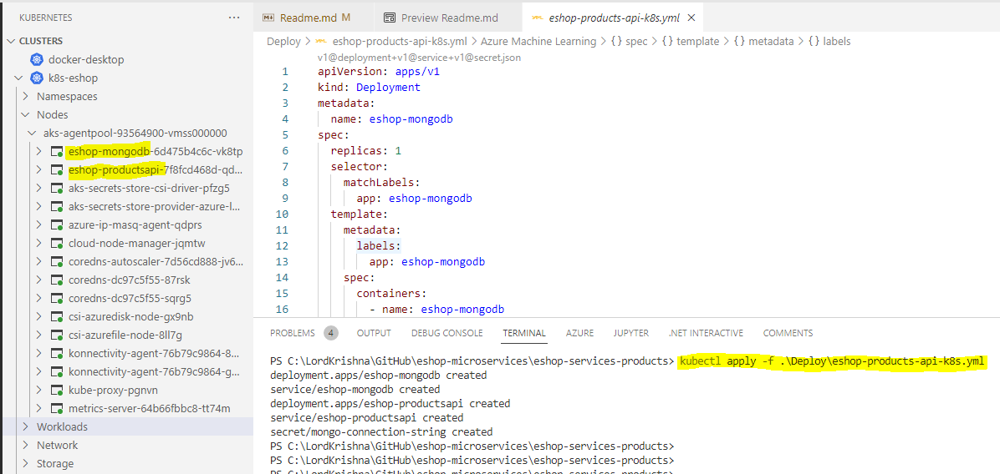 KUBERNETES
...
CLUSTERS
docker-desktop
k8s-eshop
Namespaces
Nodes
aks-agentpool-93564900-vmss000000
eshop-mongodb-6d475b4c6c-vk8tp
eshop-productsapi-7f8fcd468d-qd...
aks-secrets-store-csi-driver-pfzg5
aks-secrets-store-provider-azure-l...
azure-ip-masq-agent-qdprs
cloud-node-manager-jqmtw
coredns-autoscaler-7d56cd888-jv6...
coredns-dc97c5f55-87rsk
coredns-dc97c5f55-sqrg5
csi-azuredisk-node-gx9nb
csi-azurefile-node-8ll7g
konnectivity-agent-76b79c9864-8...
konnectivity-agent-76b79c9864-g...
kube-proxy-pgnvn
metrics-server-64b66fbbc8-tt74m
Workloads
Network
Storage
Readme.md M
Preview Readme.md
eshop-products-api-k8s.yml
Deploy > eshop-products-api-k8s.yml > Azure Machine Learning > {} spec > {} template > {} metadata > {} labels
v1@deployment+v1@service+v1@secret.json
1 apiVersion: apps/v1
2 kind: Deployment
3 metadata:
4 name: eshop-mongodb
5 spec:
6 replicas: 1
7 selector:
8 matchLabels:
9 app: eshop-mongodb
10 template:
11 metadata:
12 labels:
13 app: eshop-mongodb
14 spec:
15 containers:
16 - name: eshop-mongodb
PROBLEMS 4 OUTPUT DEBUG CONSOLE TERMINAL AZURE JUPYTER .NET INTERACTIVE COMMENTS
PS C:\LordKrishna\GitHub\eshop-microservices\eshop-services-products> kubectl apply -f .\Deploy\eshop-products-api-k8s.yml
deployment.apps/eshop-mongodb created
service/eshop-mongodb created
deployment.apps/eshop-productsapi created
service/eshop-productsapi created
secret/mongo-connection-string created
PS C:\LordKrishna\GitHub\eshop-microservices\eshop-services-products>
PS C:\LordKrishna\GitHub\eshop-microservices\eshop-services-products>
PS C:\LordKrishna\GitHub\eshop-microservices\eshop-services-products>